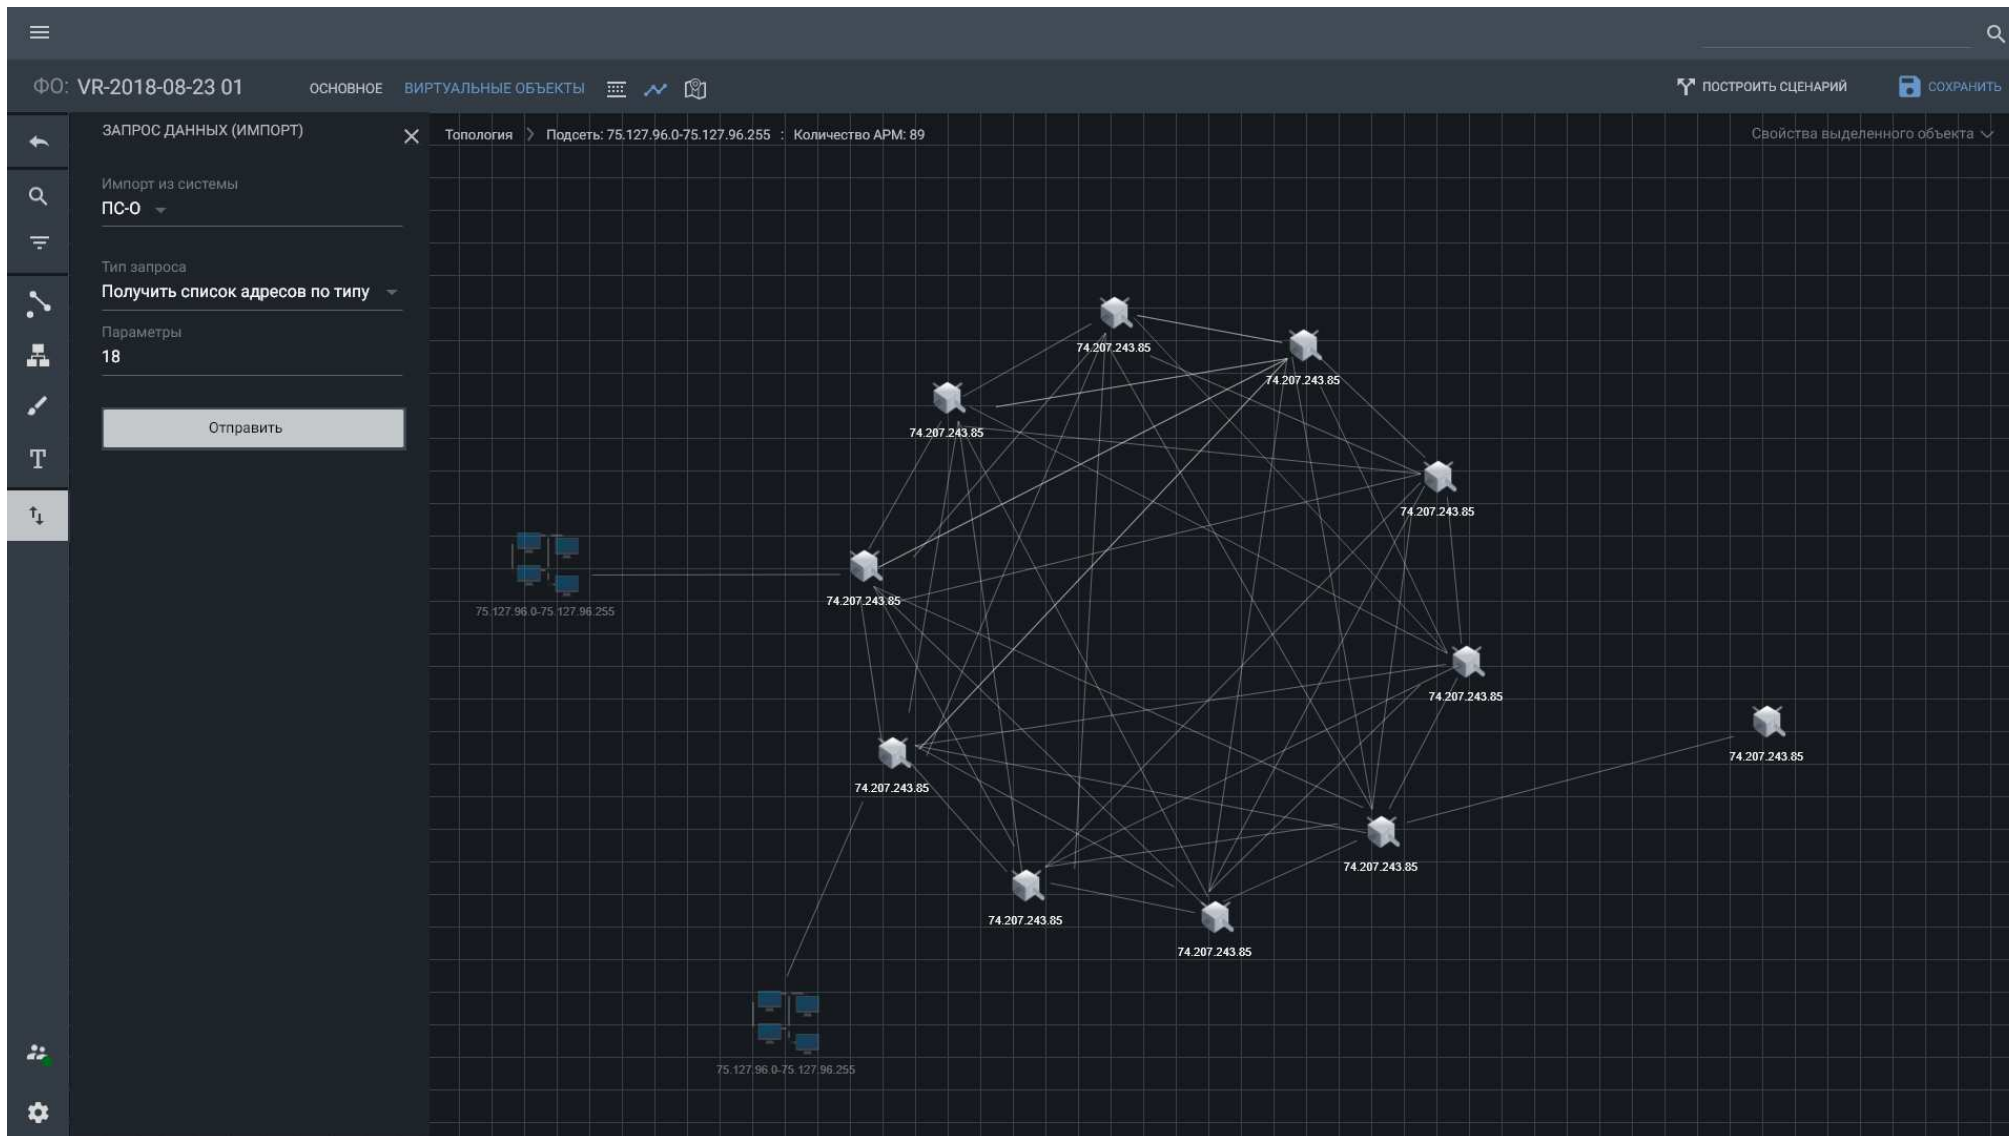 ФО: VR-2018-08-23 01
ОСНОВНОЕ
ВИРТУАЛЬНЫЕ ОБЪЕКТЫ
ПОСТРОИТЬ СЦЕНАРИЙ
СОХРАНИТЬ
ЗАПРОС ДАННЫХ (ИМПОРТ)
Импорт из системы
ПС-О
Тип запроса
Получить список адресов по типу
Параметры
18
Отправить
Топология
Подсеть: 75.127.96.0-75.127.96.255 : Количество АРМ: 89
Свойства выделенного объекта
74.207.243.85
74.207.243.85
74.207.243.85
74.207.243.85
74.207.243.85
75.127.96.0-75.127.96.255
74.207.243.85
74.207.243.85
74.207.243.85
74.207.243.85
74.207.243.85
74.207.243.85
75.127.96.0-75.127.96.255